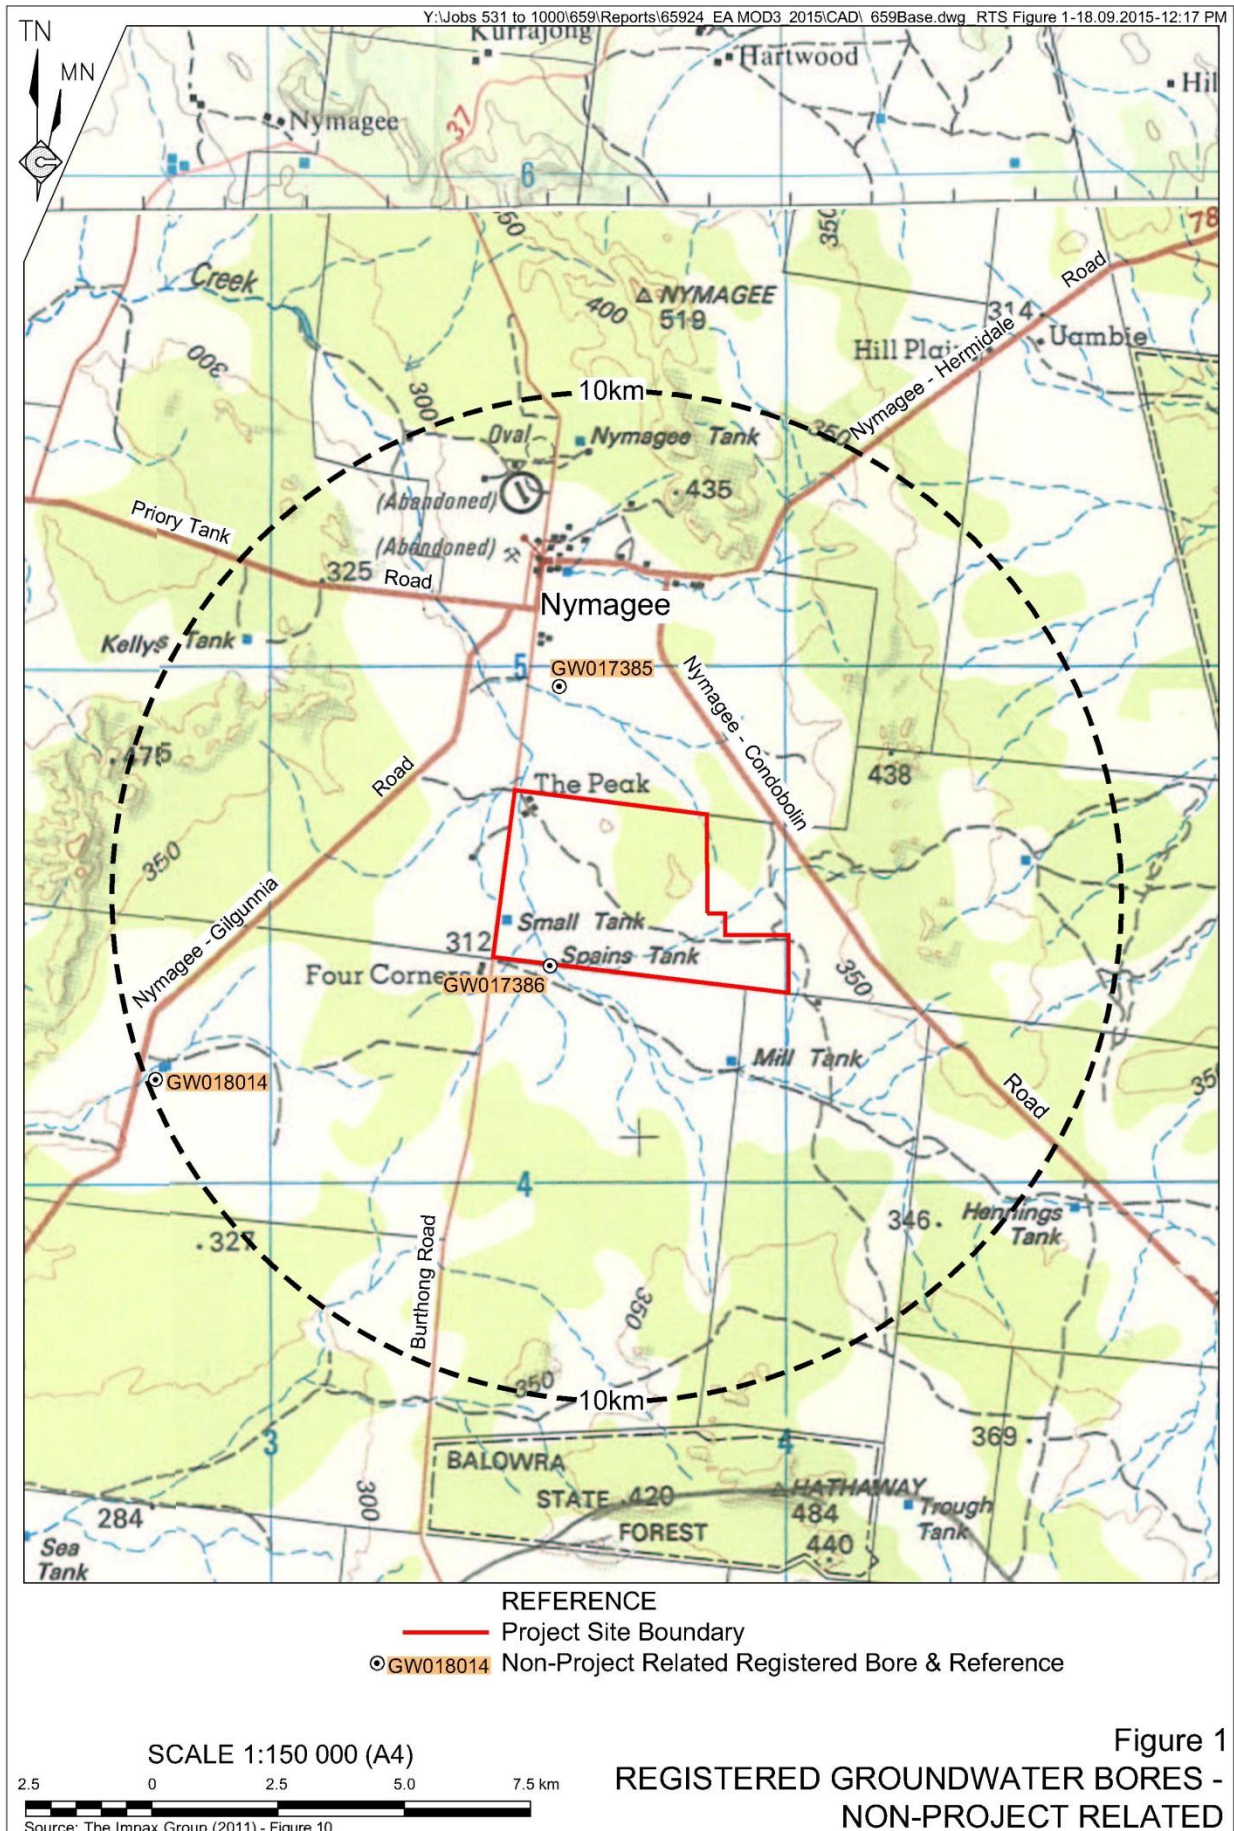 Y:\Jobs 531 to 1000\659\Reports\65924_EA MOD3_2015\CAD\_659Base.dwg_RTS Figure 1-18.09.2015-12:17 PM
TN
MN
Kurrajong
Hartwood
Hil
Nymagee
37
6
350
78
Creek
NYMAGEE
519
400
Road
314
Uambie
Hill Plain
Nymagee - Hermidale
300
300
10km
350
Oval
Nymagee Tank
(Abandoned)
435
Priory Tank
(Abandoned)
325
Road
Nymagee
Kellys Tank
5
GW017385
Nymagee - Condobolin
475
Road
The Peak
438
350
Nymagee - Gilgunnia
Small Tank
312
Spains Tank
Four Corners
GW017386
350
Mill Tank
GW018014
Road
350
4
346
Hennings
Tank
327
Burthong Road
350
350
10km
3
4
369
BALOWRA
STATE
420
HATHAWAY
484
FOREST
440
Trough
Tank
300
284
Sea
Tank
REFERENCE
Project Site Boundary
GW018014 Non-Project Related Registered Bore & Reference
SCALE 1:150 000 (A4)
2.5 0 2.5 5.0 7.5 km
Source: The Impax Group (2011) - Figure 10
Figure 1
REGISTERED GROUNDWATER BORES -
NON-PROJECT RELATED